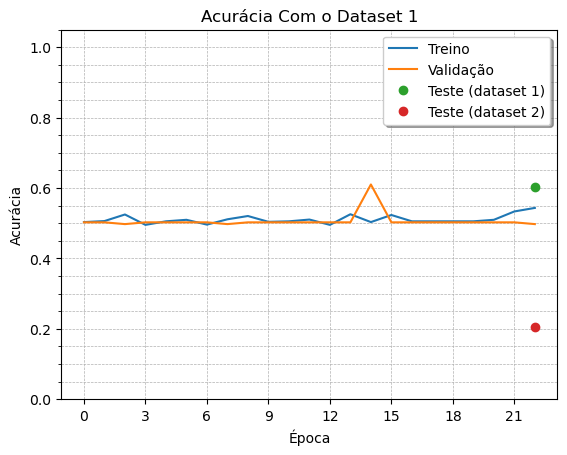 Acurácia Com o Dataset 1
1.0
0.8
0.6
0.4
0.2
0.0
Acurácia
Treino
Validação
Teste (dataset 1)
Teste (dataset 2)
0 3 6 9 12 15 18 21
Época